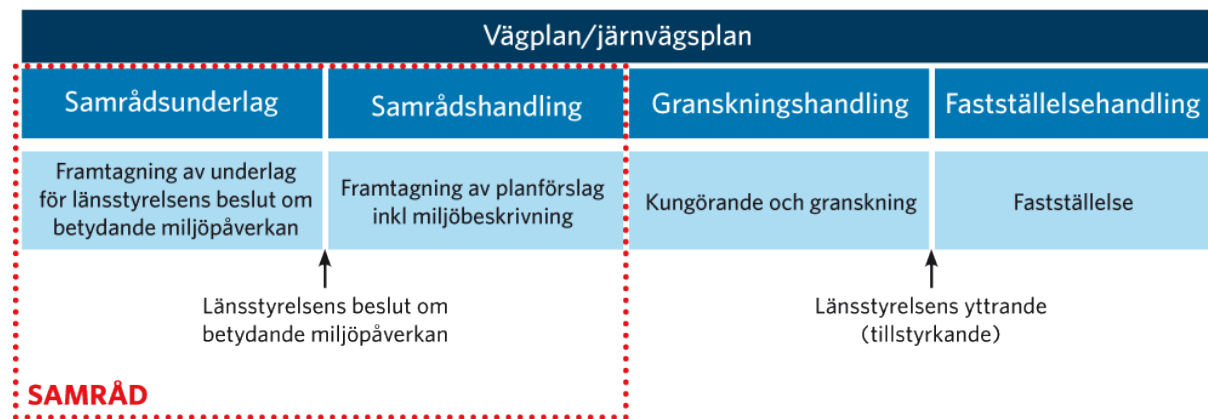 Vägplan/järnvägsplan
Samrådsunderlag
Samrådshandling
Granskningshandling
Fastställelsehandling
Framtagning av underlag
för länsstyrelsens beslut om
betydande miljöpåverkan
Framtagning av planförslag
inkl miljöbeskrivning
Kungörande och granskning
Fastställelse
Länsstyrelsens beslut om
betydande miljöpåverkan
Länsstyrelsens yttrande
(tillstyrkande)
SAMRÅD